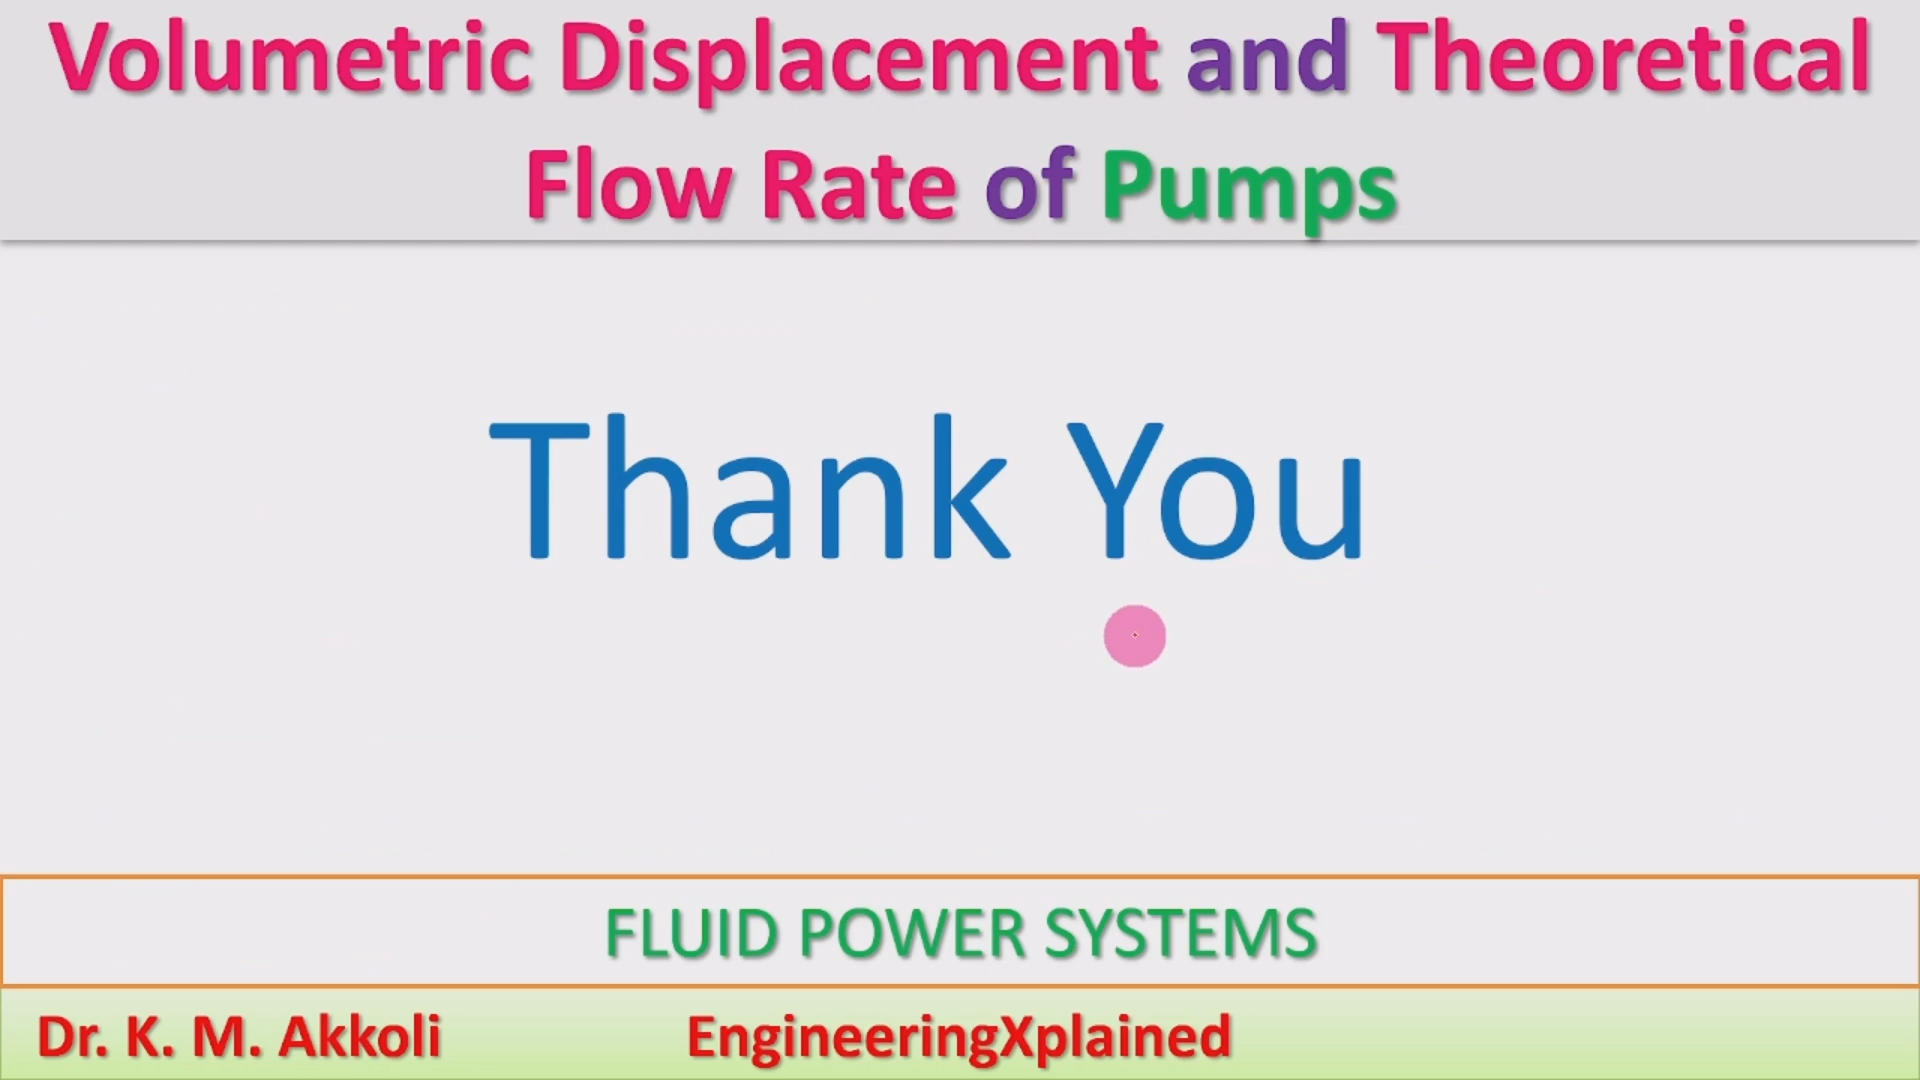 Volumetric Displacement and Theoretical
Flow Rate of Pumps
Thank You
FLUID POWER SYSTEMS
Dr. K. M. Akkoli EngineeringXplained